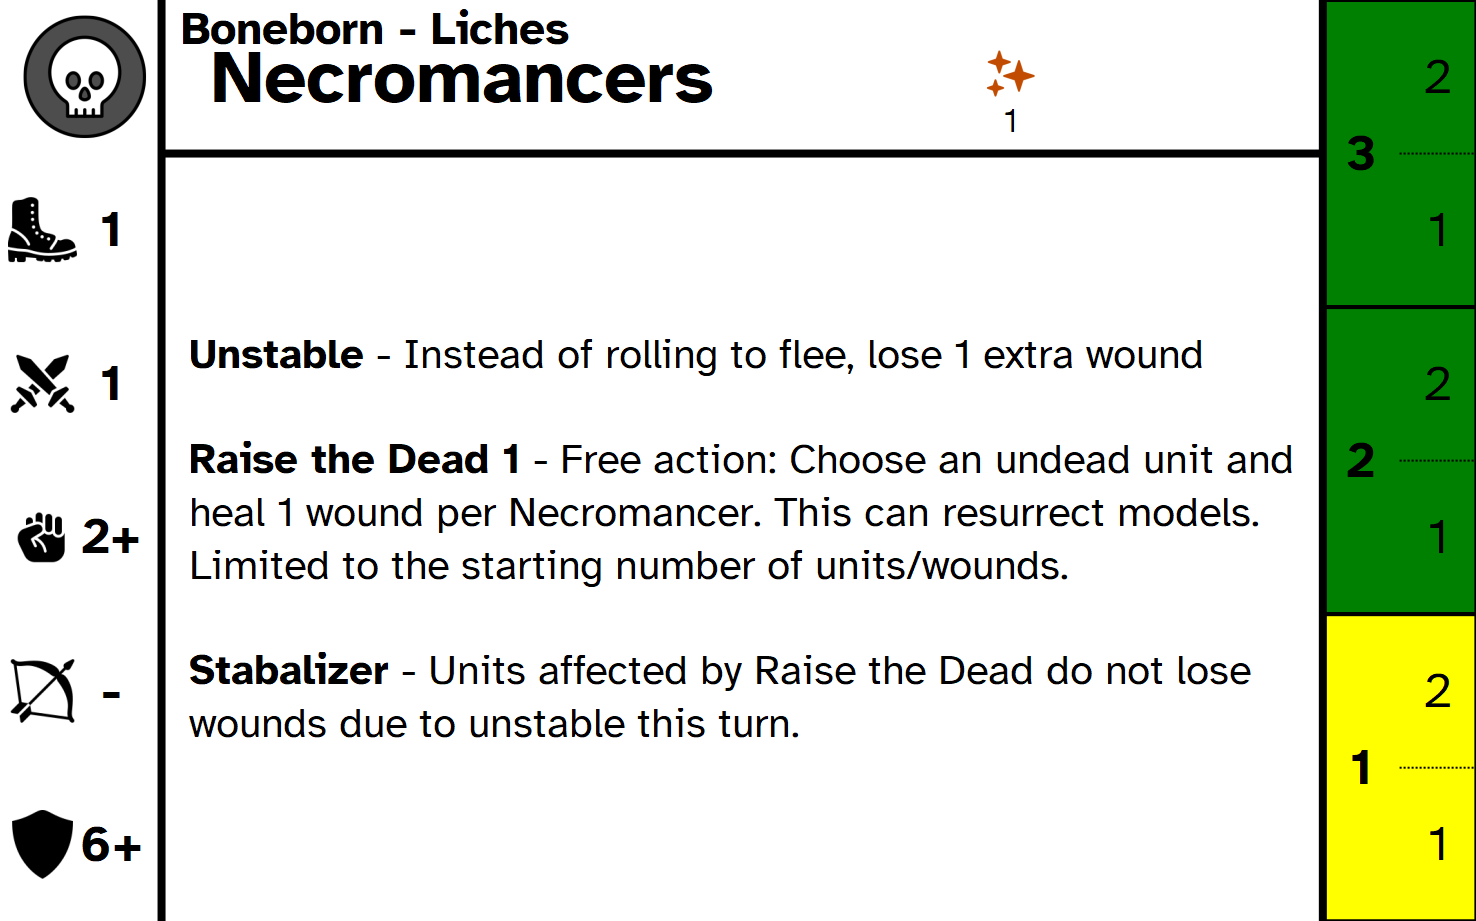 Boneborn - Liches
Necromancers
1
1
1
2+
-
6+
Unstable - Instead of rolling to flee, lose 1 extra wound
Raise the Dead 1 - Free action: Choose an undead unit and
heal 1 wound per Necromancer. This can resurrect models.
Limited to the starting number of units/wounds.
Stabalizer - Units affected by Raise the Dead do not lose
wounds due to unstable this turn.
3
2
1
2
2
1
1
2
1